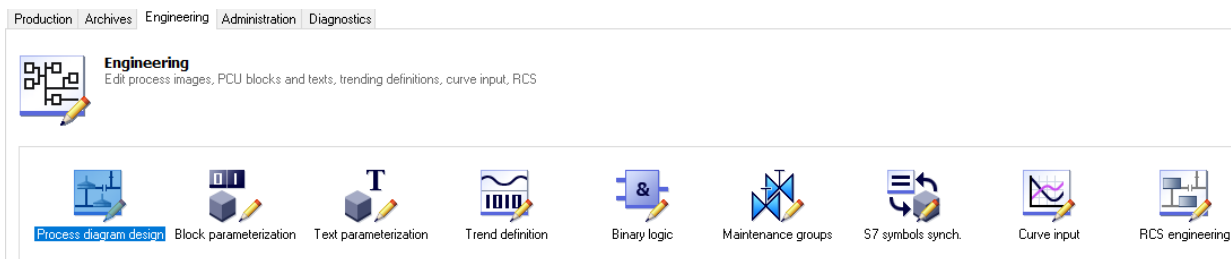 Production Archives Engineering Administration Diagnostics
Engineering
Edit process images, PCU blocks and texts, trending definitions, curve input, RCS
Process diagram design Block parameterization Text parameterization Trend definition Binary logic Maintenance groups S7 symbols synch. Curve input RCS engineering